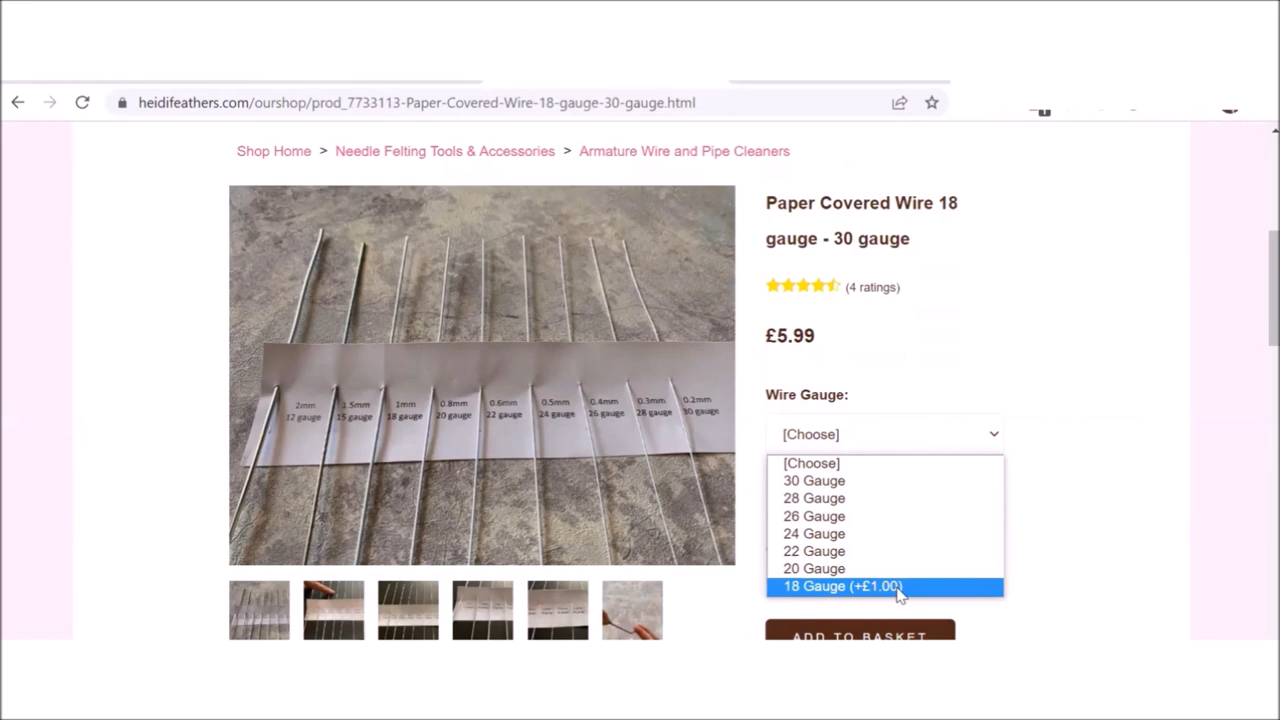 heidifeathers.com/ourshop/prod_7733113-Paper-Covered-Wire-18-gauge-30-gauge.html
Shop Home > Needle Felting Tools & Accessories > Armature Wire and Pipe Cleaners
Paper Covered Wire 18
gauge - 30 gauge
(4 ratings)
£5.99
Wire Gauge:
[Choose]
[Choose]
30 Gauge
28 Gauge
26 Gauge
24 Gauge
22 Gauge
20 Gauge
18 Gauge (+£1.00)
ADD TO BASKET
2mm 1.5mm 1mm 0.8mm 0.6mm 0.5mm 0.4mm 0.3mm 0.2mm
12 gauge 15 gauge 18 gauge 20 gauge 22 gauge 24 gauge 26 gauge 28 gauge 30 gauge